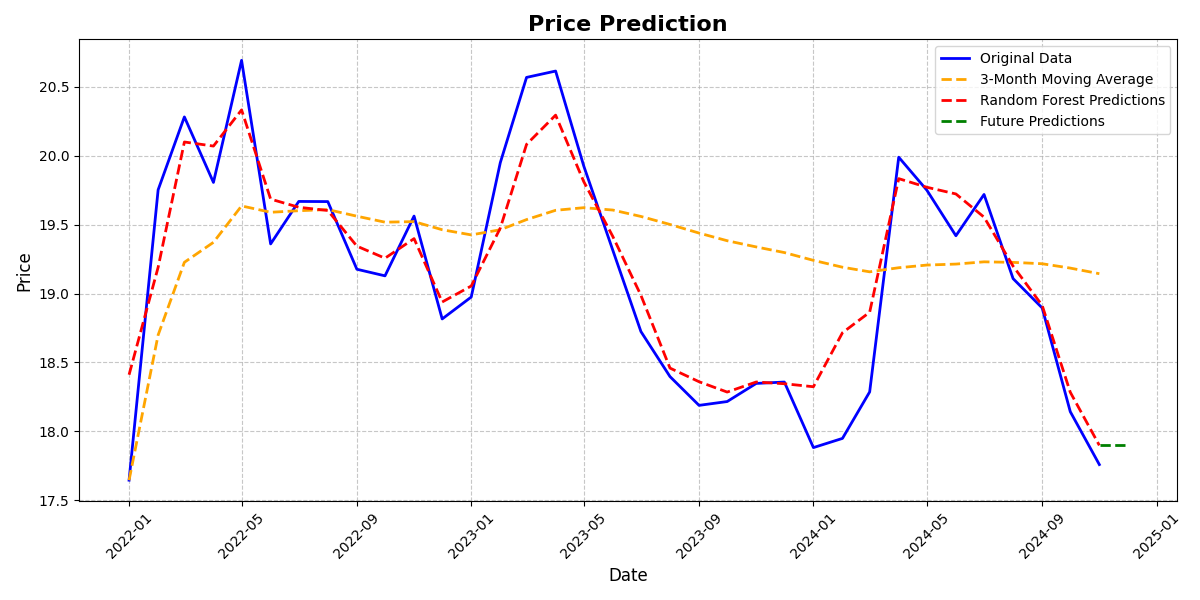 Price Prediction
Original Data
3-Month Moving Average
Random Forest Predictions
Future Predictions
Price
20.5
20.0
19.5
19.0
18.5
18.0
17.5
2022-01
2022-05
2022-09
2023-01
2023-05
2023-09
2024-01
2024-05
2024-09
2025-01
Date